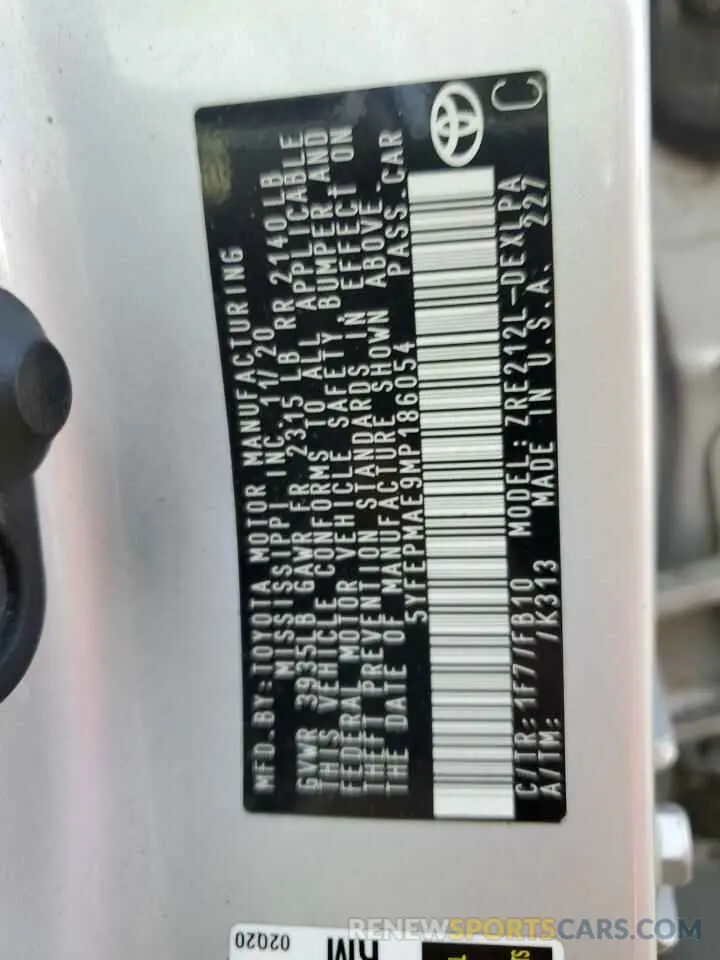 MFD.BY:TOYOTA MOTOR MANUFACTURING
MISSISSIPPI INC. 11/20
GVWR 3935LB GAWR FR 2315 LB RR 2140 LB
THIS VEHICLE CONFORMS TO ALL APPLICABLE
FEDERAL MOTOR VEHICLE SAFETY, BUMPER AND
THEFT PREVENTION STANDARDS IN EFFECT ON
THE DATE OF MANUFACTURE SHOWN ABOVE.
5YFEPMAE9MP186054 PASS.CAR
C/TR:1F7//FB10 MODEL:ZRE212L-DEXLPA
A/TM: /K313 MADE IN U.S.A. 227
C
02Q20
RENEWSPORTSCARS.COM